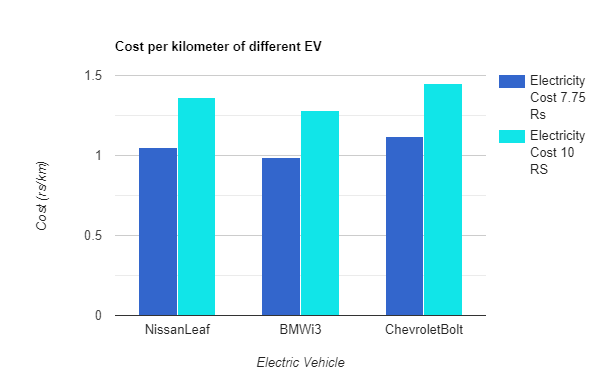 Cost per kilometer of different EV
1.5
1
0.5
0
Cost (rs/km)
NissanLeaf
BMWi3
ChevroletBolt
Electric Vehicle
Electricity
Cost 7.75
Rs
Electricity
Cost 10
RS